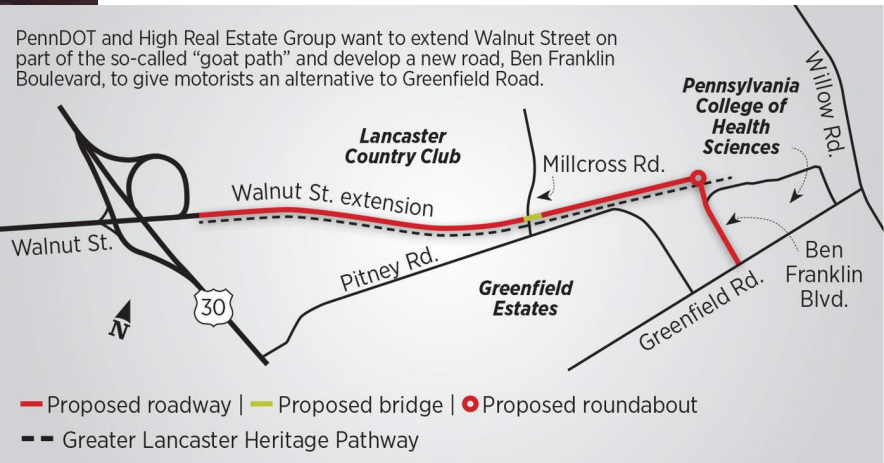 PennDOT and High Real Estate Group want to extend Walnut Street on
part of the so-called “goat path” and develop a new road, Ben Franklin
Boulevard, to give motorists an alternative to Greenfield Road.
Willow Rd.
Pennsylvania
College of
Health
Sciences
Lancaster
Country Club
Millcross Rd.
Walnut St. extension
Walnut St.
Pitney Rd.
Ben
Franklin
Blvd.
Greenfield
Estates
Greenfield Rd.
30
N
Proposed roadway | Proposed bridge | Proposed roundabout
Greater Lancaster Heritage Pathway